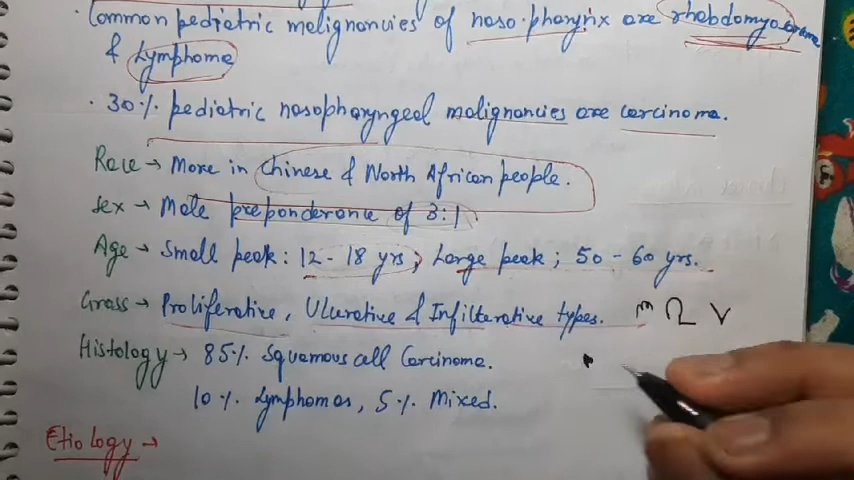 · Common pediatric malignancies of naso.pharynx are rhabdomyosarcoma
& Lymphoma
· 30% pediatric nasopharyngeal malignancies are carcinoma.
Race → More in Chinese & North African people.
Sex → Male preponderance of 3:1
Age → Small peak: 12 - 18 yrs; Large peak; 50 - 60 yrs.
Gross → Proliferative, Ulcerative & Infilterative types.
Histology → 85% Squamous cell Carcinoma.
10% Lymphomas, 5% Mixed.
Etiology →